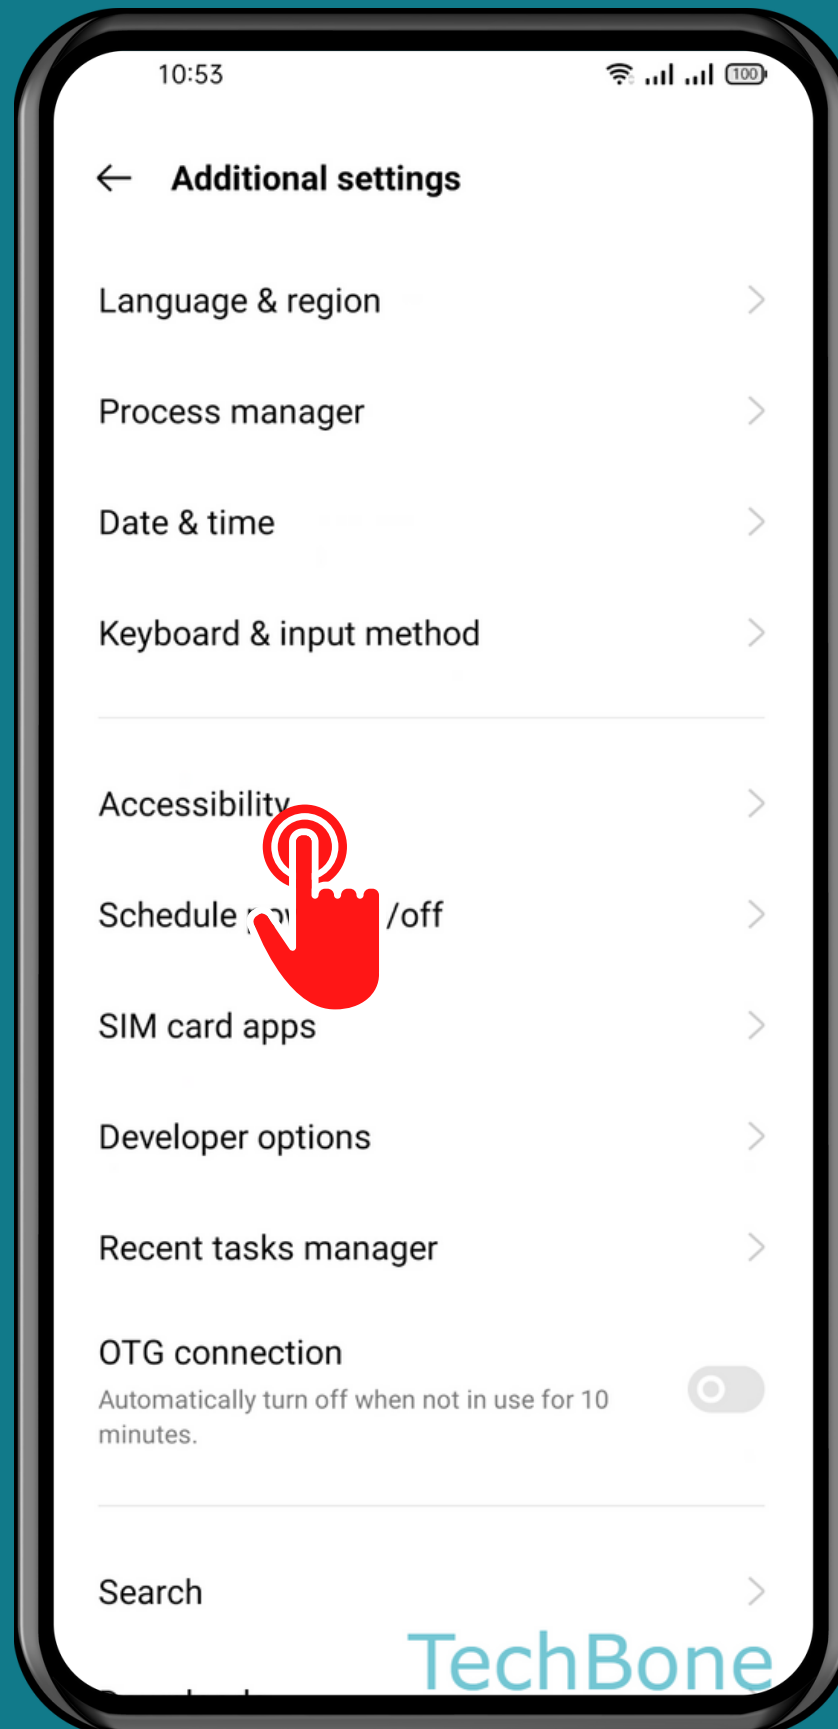 10:53
100
Additional settings
Language & region
Process manager
Date & time
Keyboard & input method
Accessibility
Schedule /off
SIM card apps
Developer options
Recent tasks manager
OTG connection
Automatically turn off when not in use for 10
minutes.
Search
TechBone